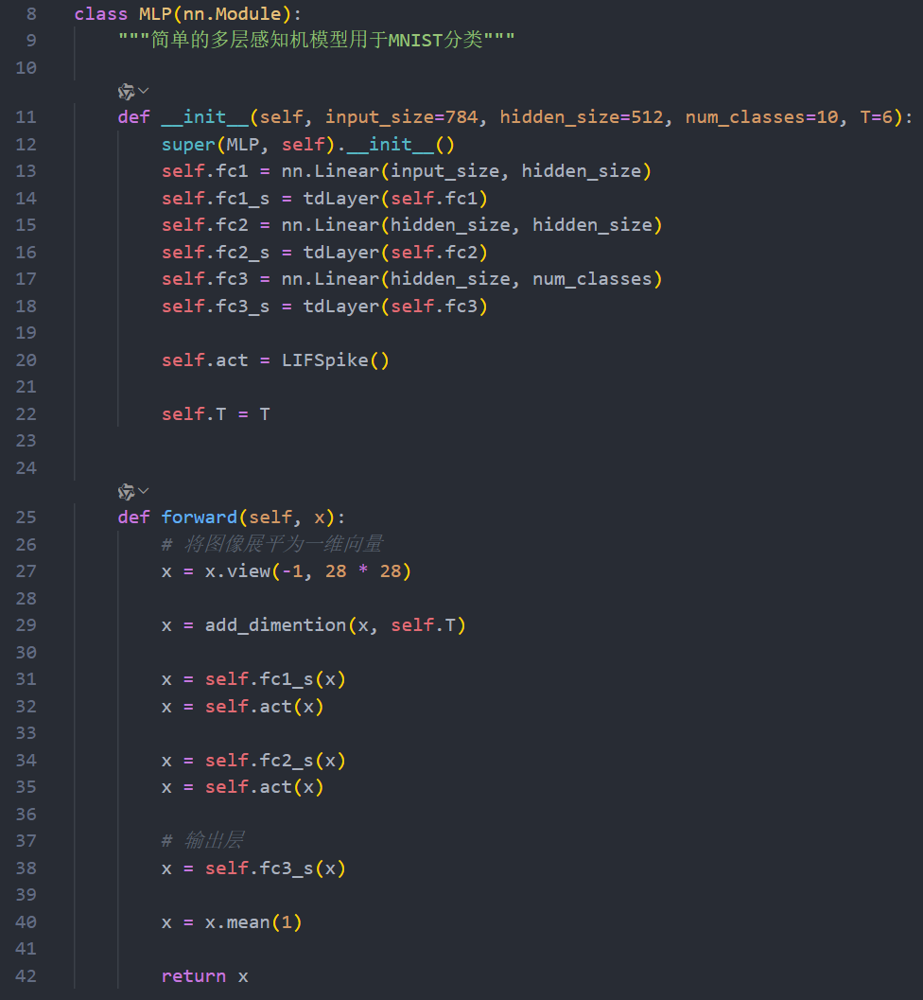 8 class MLP(nn.Module):
9 """简单的多层感知机模型用于MNIST分类"""
10
11 def __init__(self, input_size=784, hidden_size=512, num_classes=10, T=6):
12 super(MLP, self).__init__()
13 self.fc1 = nn.Linear(input_size, hidden_size)
14 self.fc1_s = tdLayer(self.fc1)
15 self.fc2 = nn.Linear(hidden_size, hidden_size)
16 self.fc2_s = tdLayer(self.fc2)
17 self.fc3 = nn.Linear(hidden_size, num_classes)
18 self.fc3_s = tdLayer(self.fc3)
19
20 self.act = LIFSpike()
21
22 self.T = T
23
24
25 def forward(self, x):
26 # 将图像展平为一维向量
27 x = x.view(-1, 28 * 28)
28
29 x = add_dimention(x, self.T)
30
31 x = self.fc1_s(x)
32 x = self.act(x)
33
34 x = self.fc2_s(x)
35 x = self.act(x)
36
37 # 输出层
38 x = self.fc3_s(x)
39
40 x = x.mean(1)
41
42 return x